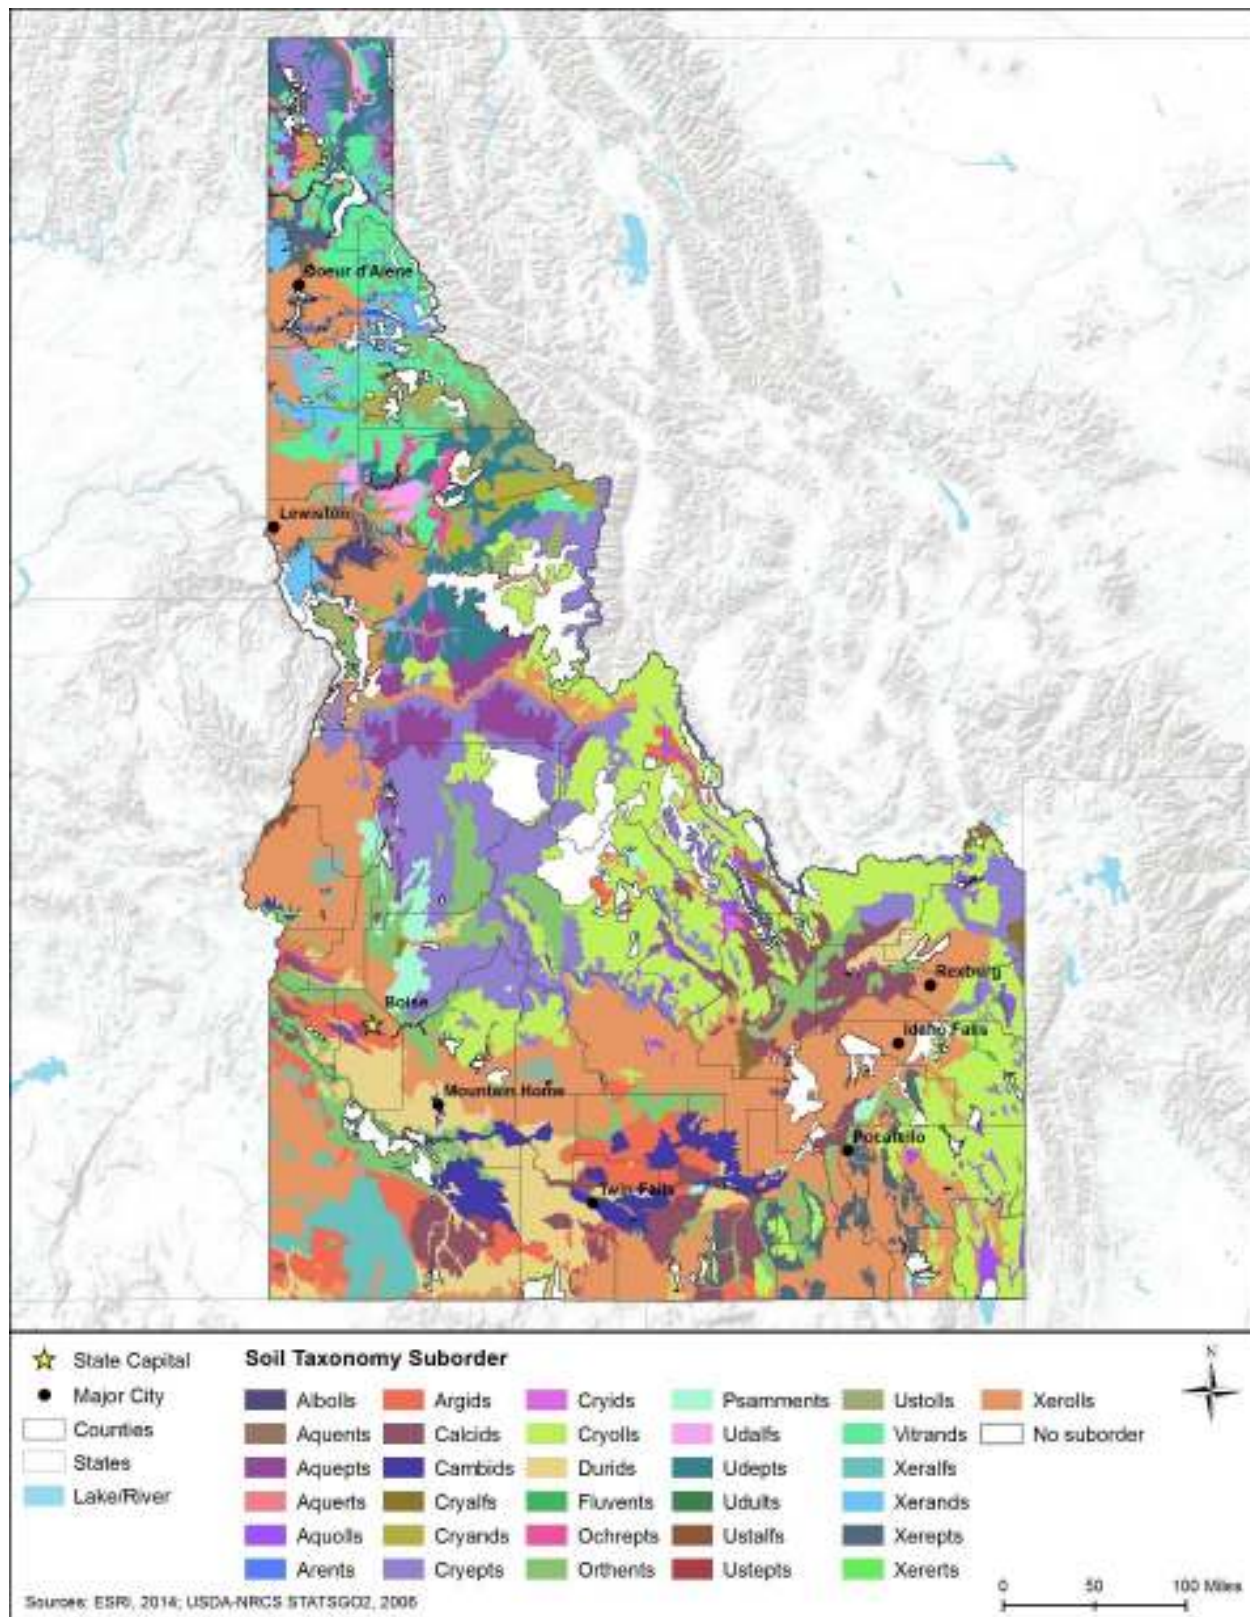 Coeur d'Alene
Lewiston
Boise
Rexburg
Idaho Falls
Mountain Home
Pocatello
Twin Falls
State Capital
Major City
Counties
States
Lake/River
Soil Taxonomy Suborder
Albolls
Aquents
Aquepts
Aquerts
Aquolls
Arents
Argids
Calcids
Cambids
Cryalfs
Cryands
Cryepts
Cryids
Cryolls
Durids
Fluvents
Ochrepts
Orthents
Psamments
Udalfs
Udepts
Udults
Ustalfs
Ustepts
Ustolls
Vitrands
Xeralfs
Xerands
Xerepts
Xererts
Xerolls
No suborder
N
0 50 100 Miles
Sources: ESRI, 2014; USDA-NRCS STATSGO2, 2006